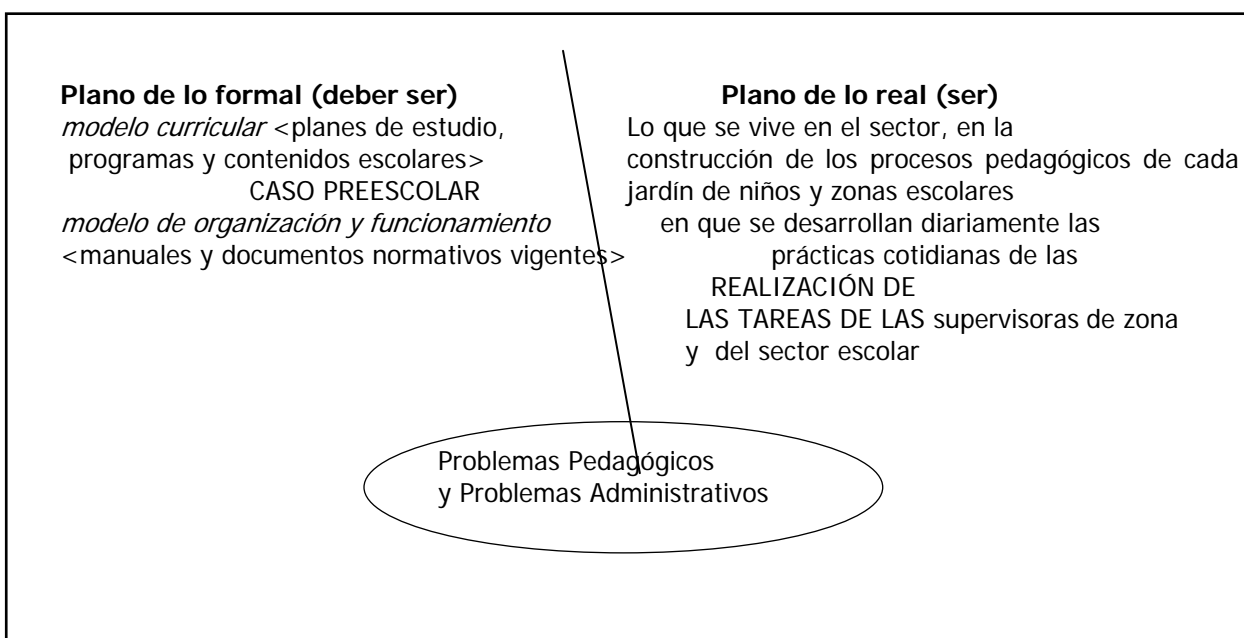 Plano de lo formal (deber ser)
modelo curricular <planes de estudio,
programas y contenidos escolares>
CASO PREESCOLAR
modelo de organización y funcionamiento
<manuales y documentos normativos vigentes>
Plano de lo real (ser)
Lo que se vive en el sector, en la
construcción de los procesos pedagógicos de cada
jardín de niños y zonas escolares
en que se desarrollan diariamente las
prácticas cotidianas de las
REALIZACIÓN DE
LAS TAREAS DE LAS supervisoras de zona
y del sector escolar
Problemas Pedagógicos
y Problemas Administrativos